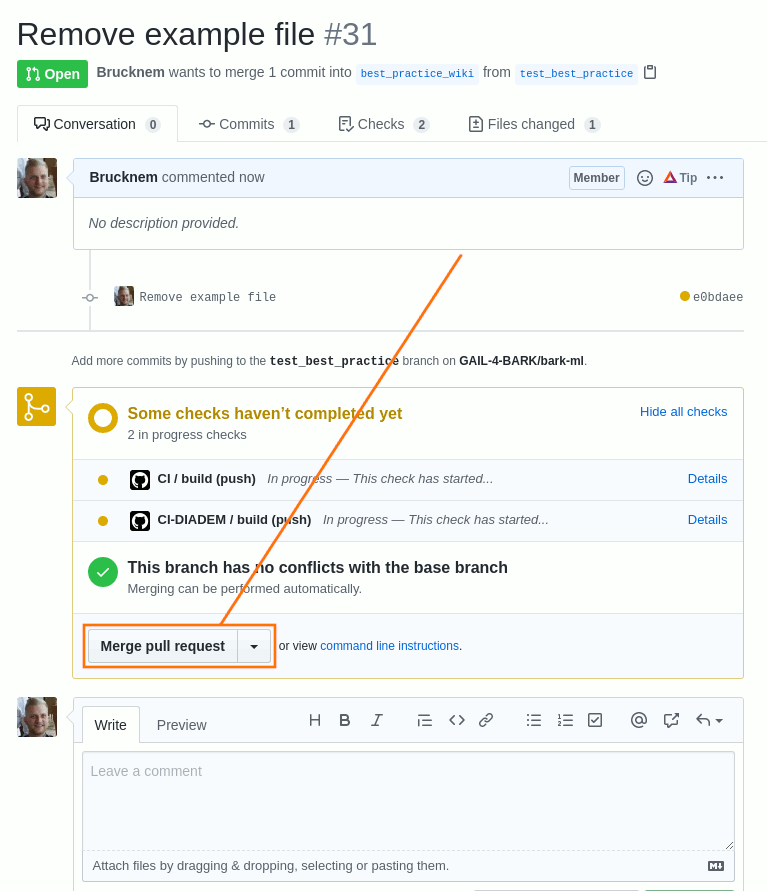 Remove example file #31
Open Brucknem wants to merge 1 commit into best_practice_wiki from test_best_practice
Conversation 0 Commits 1 Checks 2 Files changed 1
Brucknem commented now Member Tip
No description provided.
Remove example file e0bdaee
Add more commits by pushing to the test_best_practice branch on GAIL-4-BARK/bark-ml.
Some checks haven’t completed yet Hide all checks
2 in progress checks
CI / build (push) In progress — This check has started... Details
CI-DIADEM / build (push) In progress — This check has started... Details
This branch has no conflicts with the base branch
Merging can be performed automatically.
Merge pull request or view command line instructions.
Write Preview
Leave a comment
Attach files by dragging & dropping, selecting or pasting them.